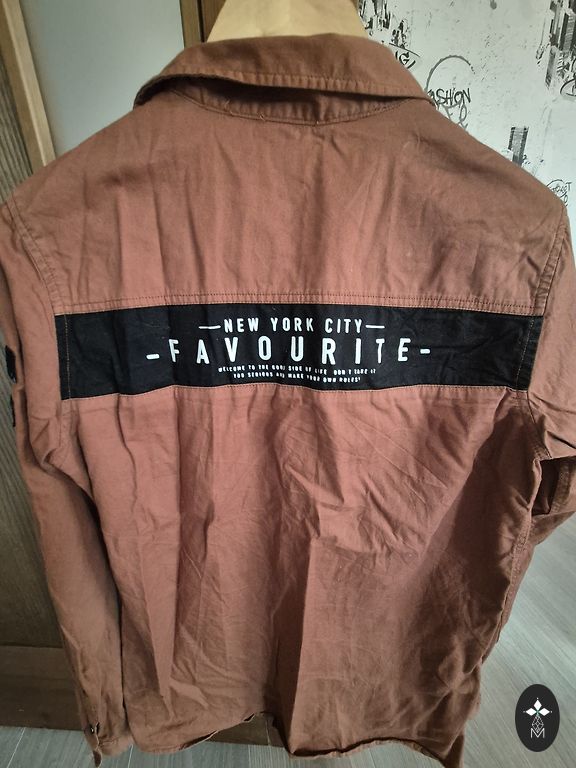 FASHION
—NEW YORK CITY—
-FAVOURITE-
WELCOME TO THE GOOD SIDE OF LIFE DON'T TAKE IT
TOO SERIOUS AND MAKE YOUR OWN RULES'
M